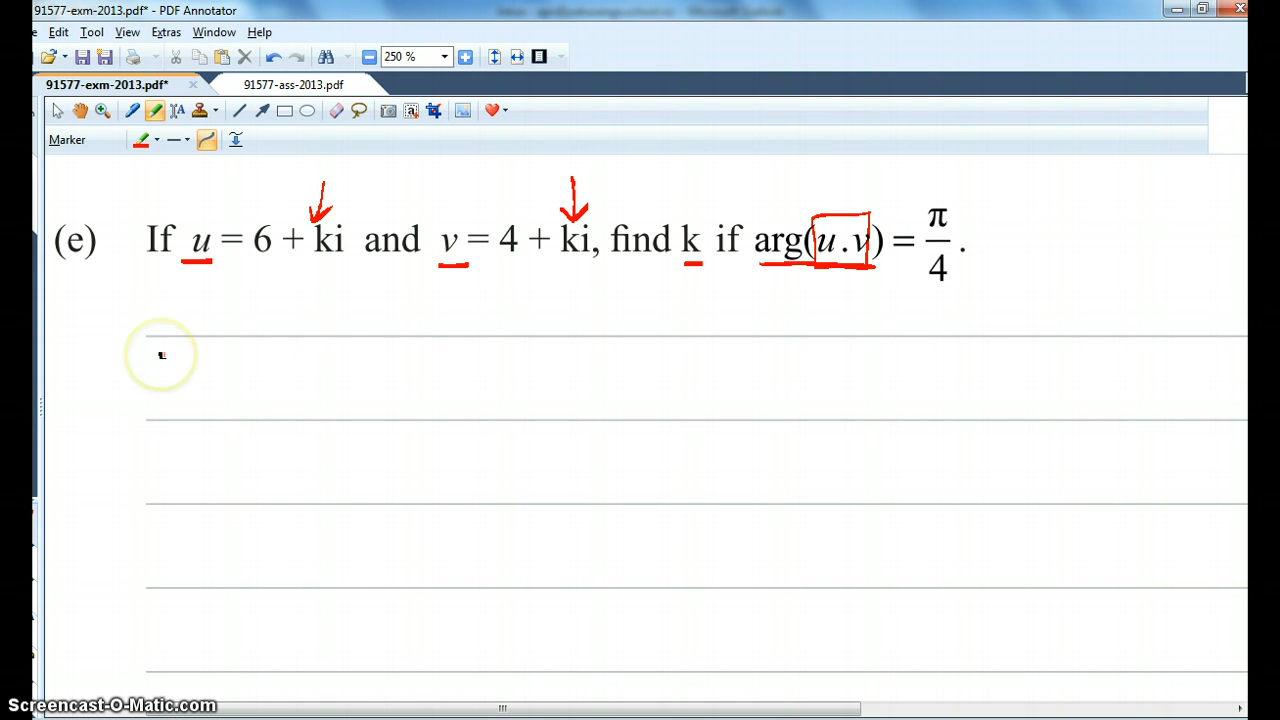 91577-exm-2013.pdf* - PDF Annotator
Edit Tool View Extras Window Help
250 %
91577-exm-2013.pdf* 91577-ass-2013.pdf
Marker
(e) If u = 6 + ki and v = 4 + ki, find k if arg(u.v) = π/4 .
Screencast-O-Matic.com